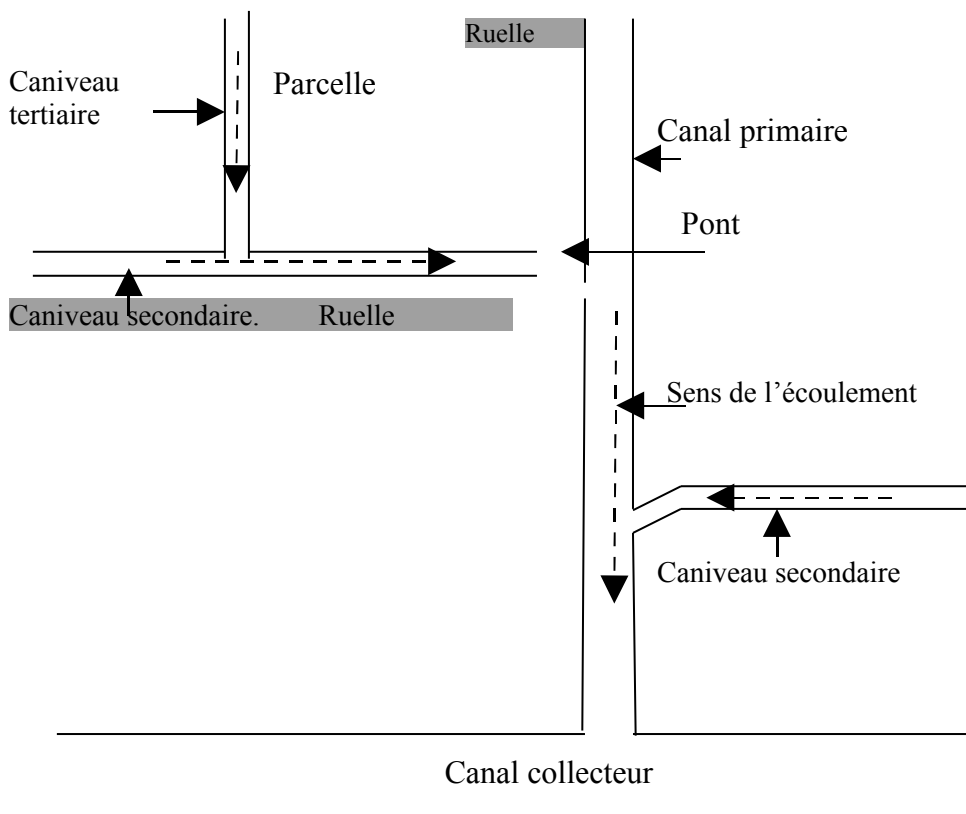 Ruelle
Caniveau
tertiaire
Parcelle
Canal primaire
Pont
Caniveau secondaire. Ruelle
Sens de l’écoulement
Caniveau secondaire
Canal collecteur